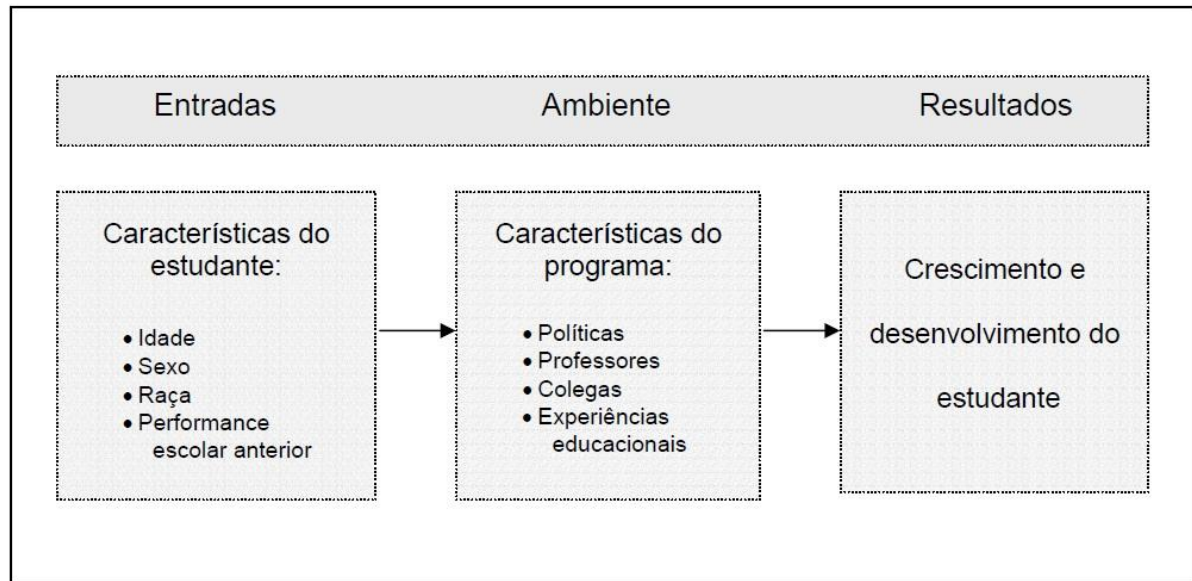 Entradas Ambiente Resultados
Características do
estudante:
• Idade
• Sexo
• Raça
• Performance
escolar anterior
Características do
programa:
• Políticas
• Professores
• Colegas
• Experiências
educacionais
Crescimento e
desenvolvimento do
estudante